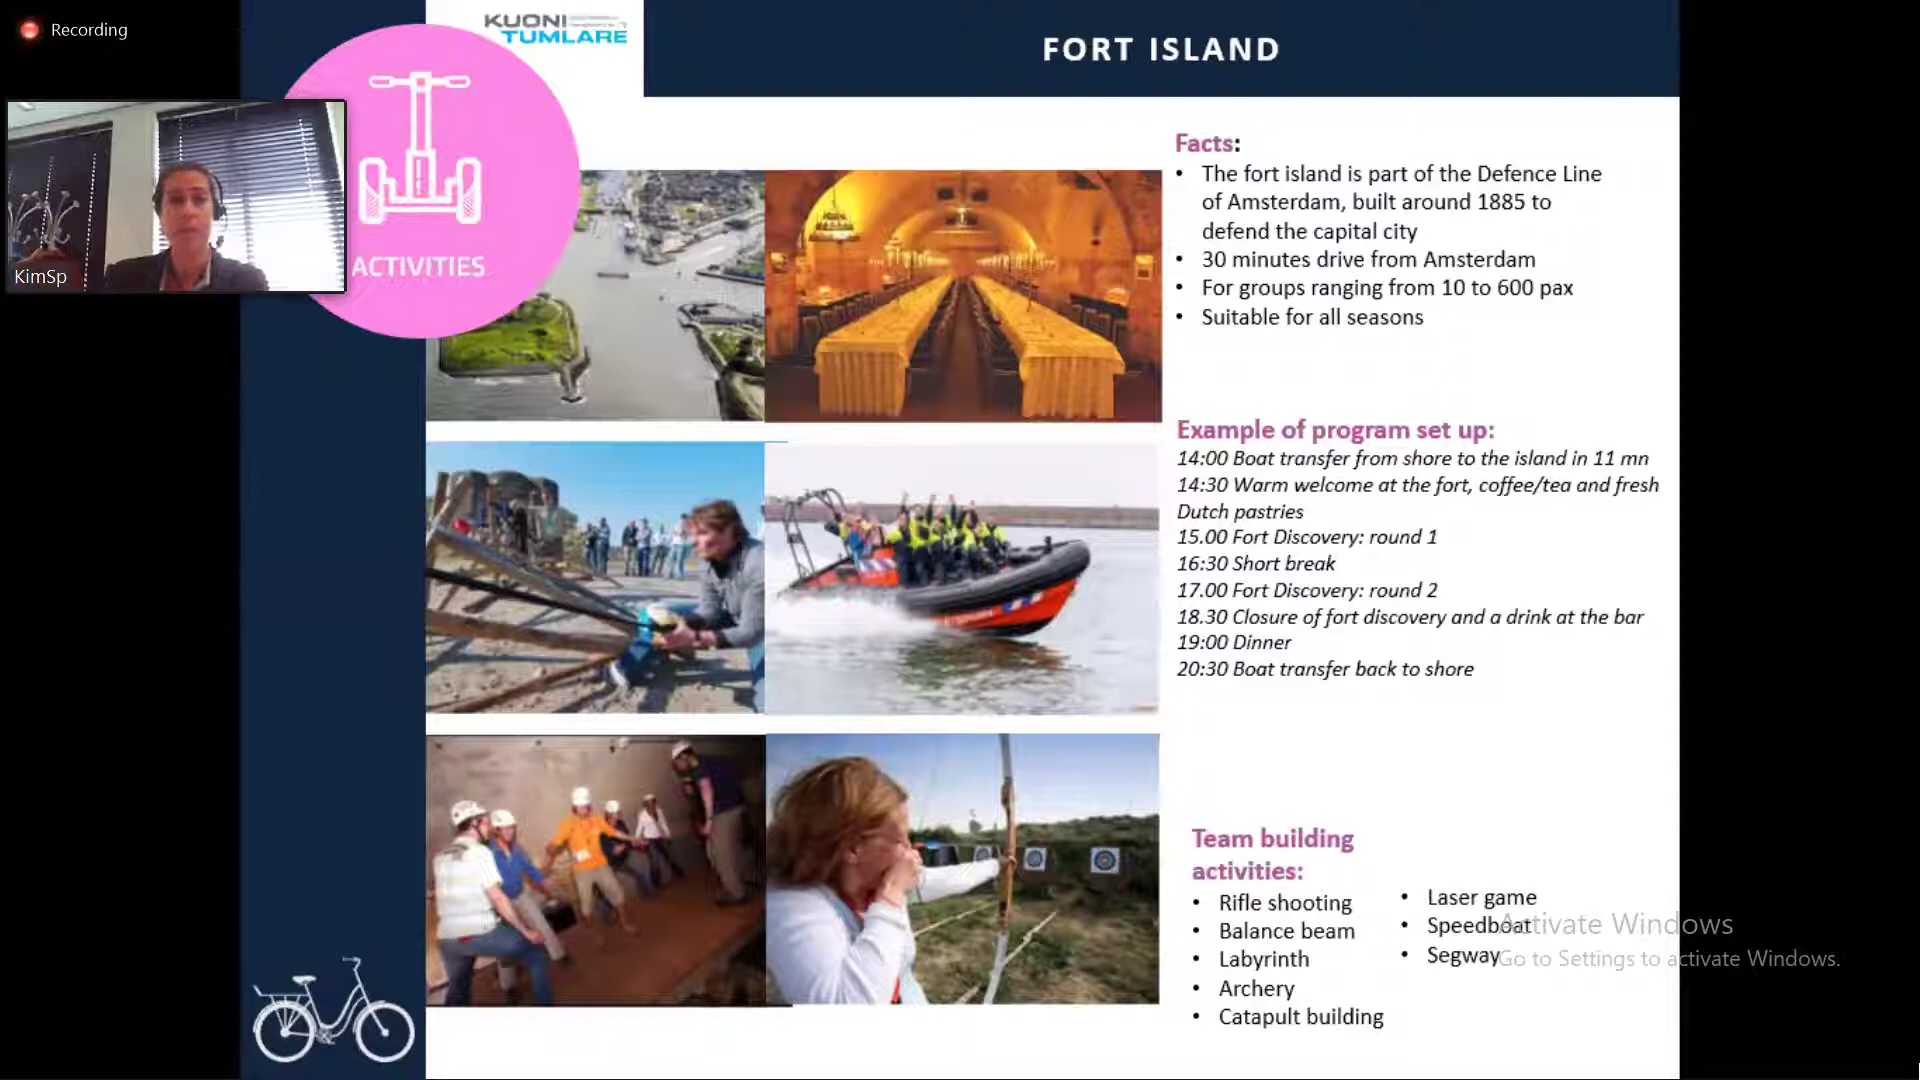 Recording
KUONI
TUMLARE
FORT ISLAND
KimSp
ACTIVITIES
Facts:
• The fort island is part of the Defence Line
of Amsterdam, built around 1885 to
defend the capital city
• 30 minutes drive from Amsterdam
• For groups ranging from 10 to 600 pax
• Suitable for all seasons
Example of program set up:
14:00 Boat transfer from shore to the island in 11 mn
14:30 Warm welcome at the fort, coffee/tea and fresh
Dutch pastries
15.00 Fort Discovery: round 1
16:30 Short break
17.00 Fort Discovery: round 2
18.30 Closure of fort discovery and a drink at the bar
19:00 Dinner
20:30 Boat transfer back to shore
Team building
activities:
• Rifle shooting
• Balance beam
• Labyrinth
• Archery
• Catapult building
• Laser game
• Speedboat
• Segway
Activate Windows
Go to Settings to activate Windows.